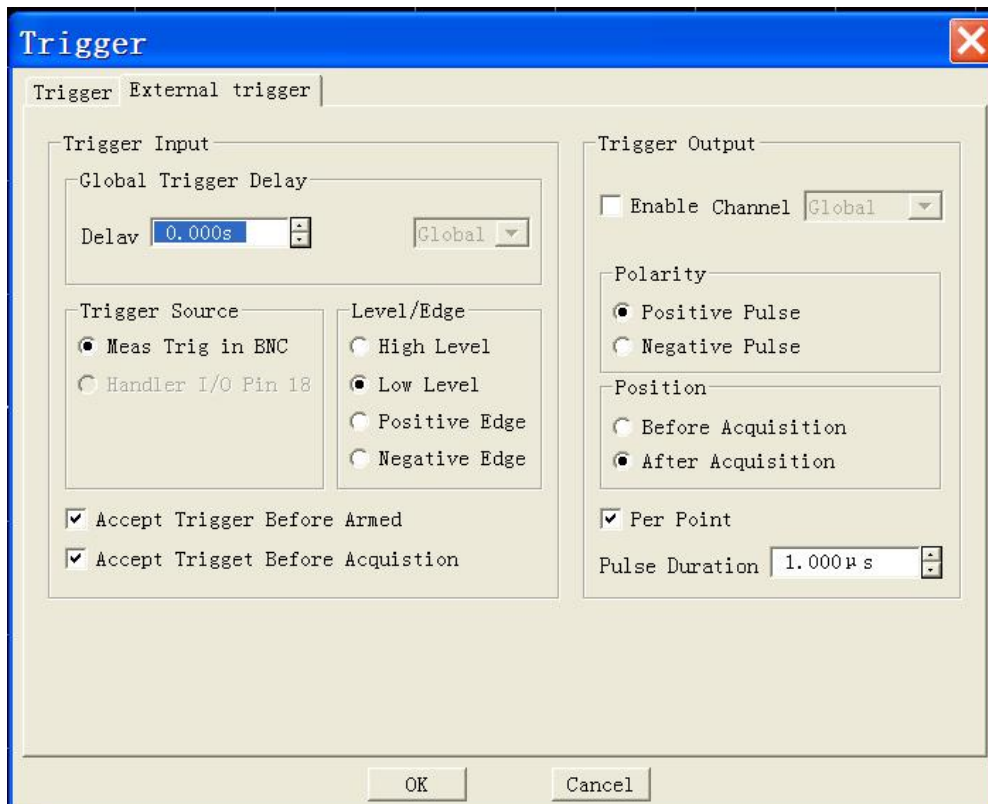 Trigger
Trigger External trigger
Trigger Input
Global Trigger Delay
Delay 0.000s Global
Trigger Source
Meas Trig in BNC
Handler I/O Pin 18
Level/Edge
High Level
Low Level
Positive Edge
Negative Edge
Accept Trigger Before Armed
Accept Trigget Before Acquistion
Trigger Output
Enable Channel Global
Polarity
Positive Pulse
Negative Pulse
Position
Before Acquisition
After Acquisition
Per Point
Pulse Duration 1.000μs
OK Cancel